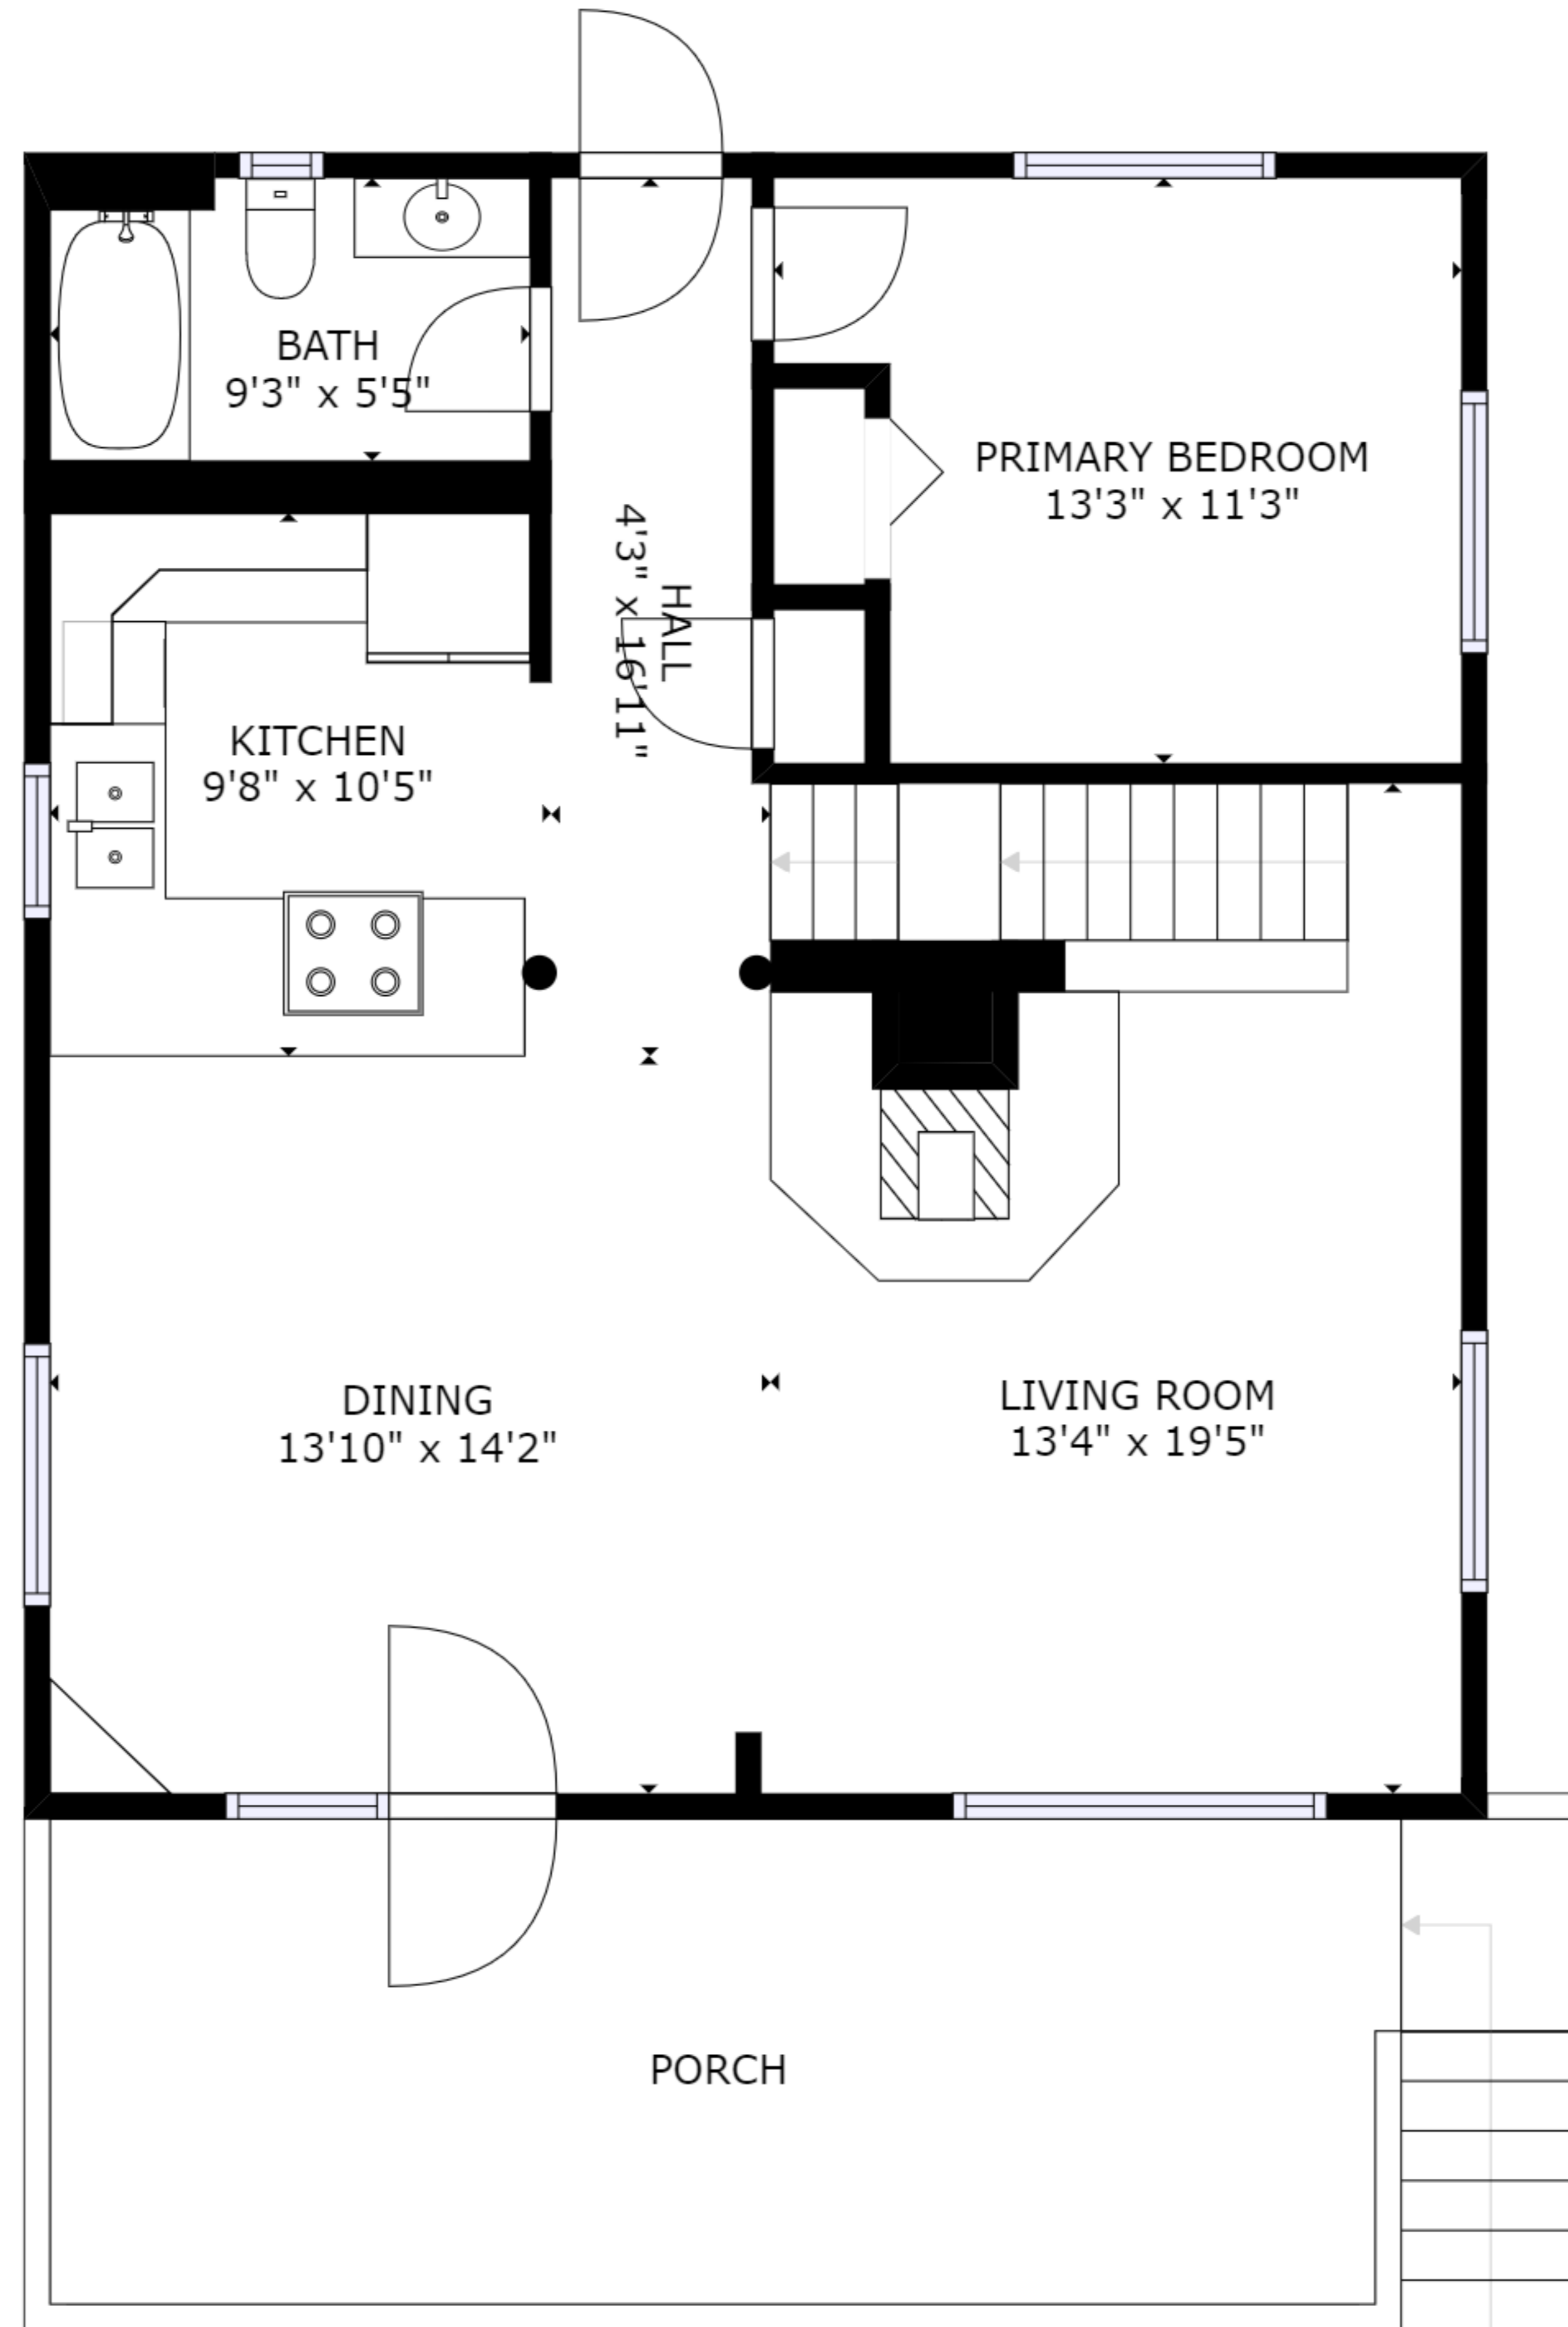 BATH
9'3" x 5'5"
PRIMARY BEDROOM
13'3" x 11'3"
HALL
4'3" x 16'11"
KITCHEN
9'8" x 10'5"
DINING
13'10" x 14'2"
LIVING ROOM
13'4" x 19'5"
PORCH